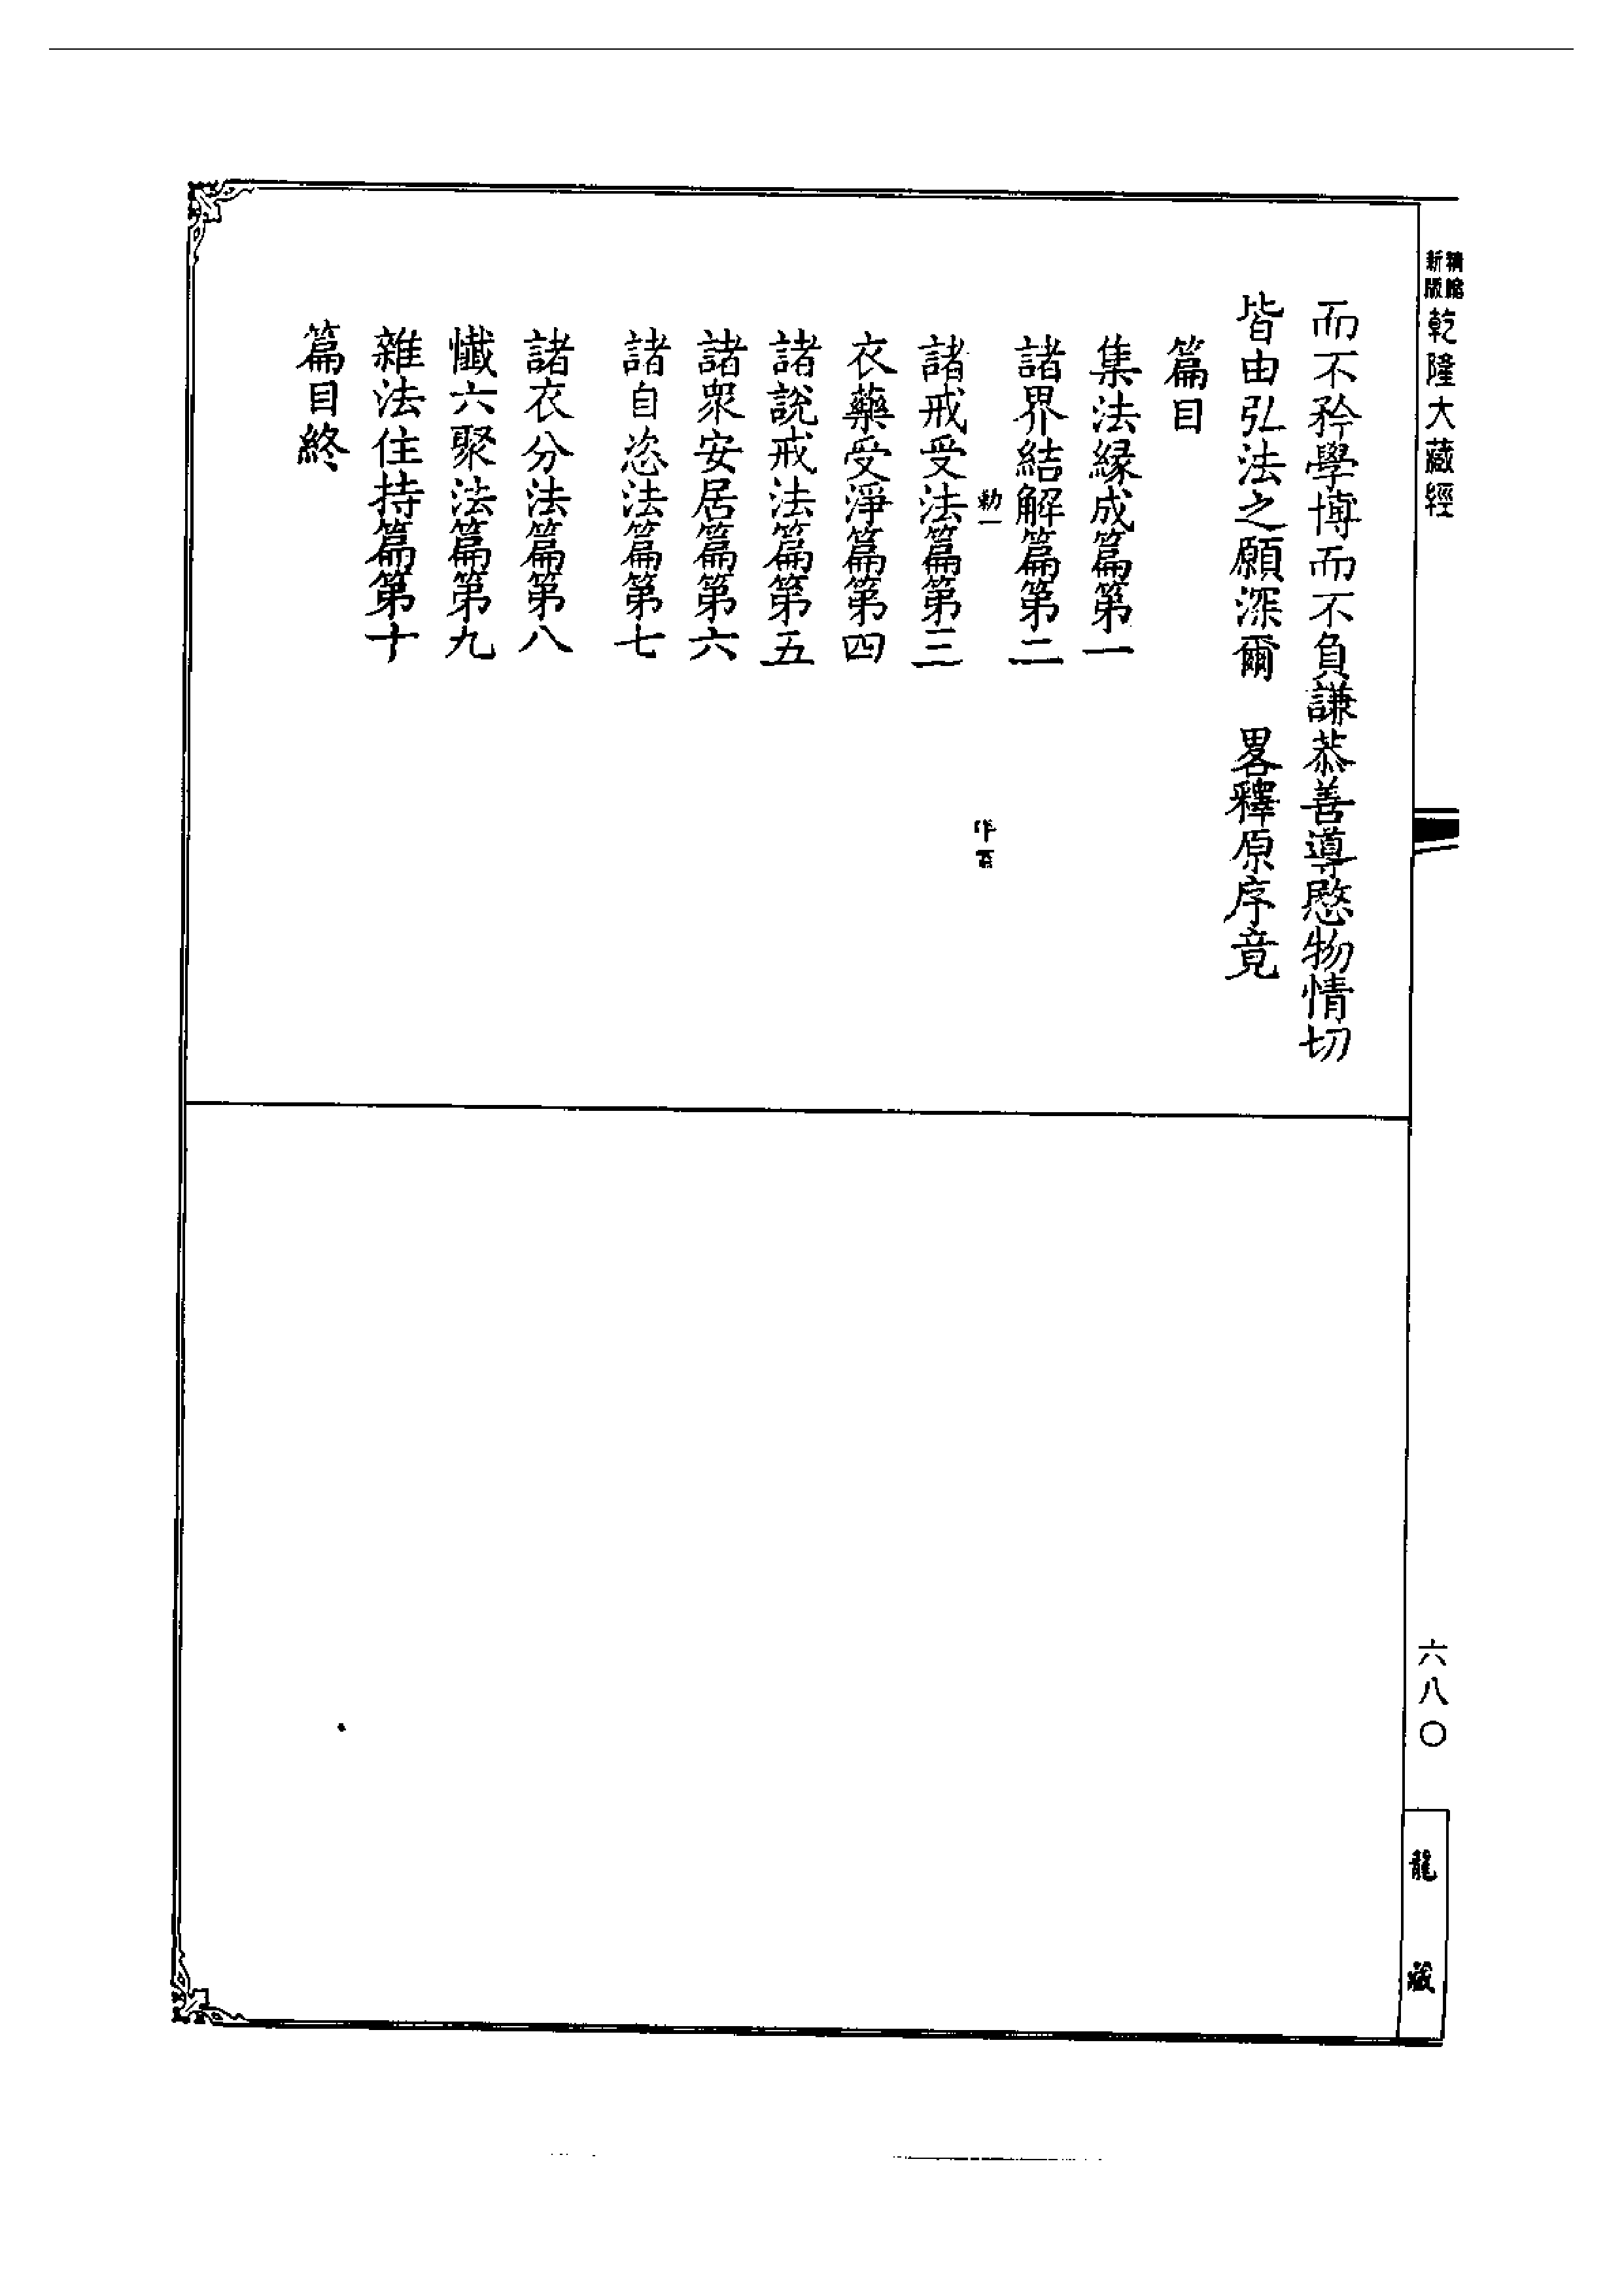 精縮新版乾隆大藏經
而不矜學博而不負謙恭善導愍物情切
皆由弘法之願深爾　畧釋原序竟
篇目
集法緣成篇第一
諸界結解篇第二
勅一
諸戒受法篇第三
衣藥受淨篇第四
諸說戒法篇第五
諸衆安居篇第六
諸自恣法篇第七
諸衣分法篇第八
懺六聚法篇第九
雜法住持篇第十
篇目終
六八〇
龍藏